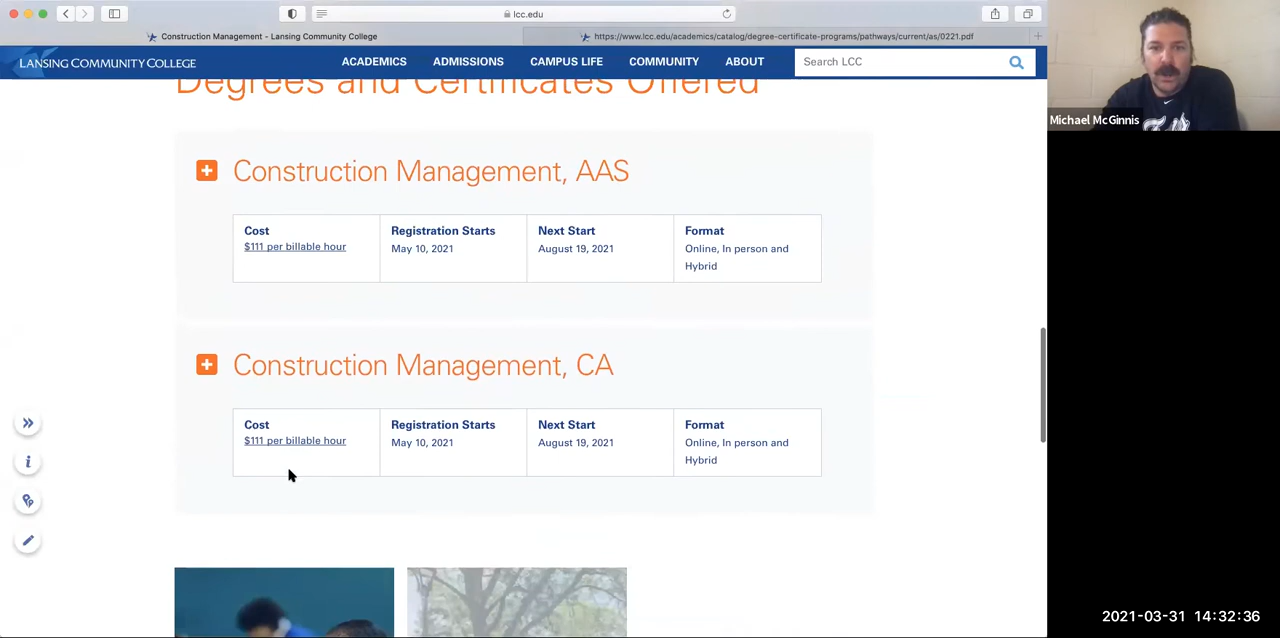 lcc.edu
Construction Management - Lansing Community College
https://www.lcc.edu/academics/catalog/degree-certificate-programs/pathways/current/as/0221.pdf
LANSING COMMUNITY COLLEGE
ACADEMICS
ADMISSIONS
CAMPUS LIFE
COMMUNITY
ABOUT
Search LCC
Degrees and Certificates Offered
Construction Management, AAS
Cost
$111 per billable hour
Registration Starts
May 10, 2021
Next Start
August 19, 2021
Format
Online, In person and
Hybrid
Construction Management, CA
Cost
$111 per billable hour
Registration Starts
May 10, 2021
Next Start
August 19, 2021
Format
Online, In person and
Hybrid
Michael McGinnis
2021-03-31 14:32:36